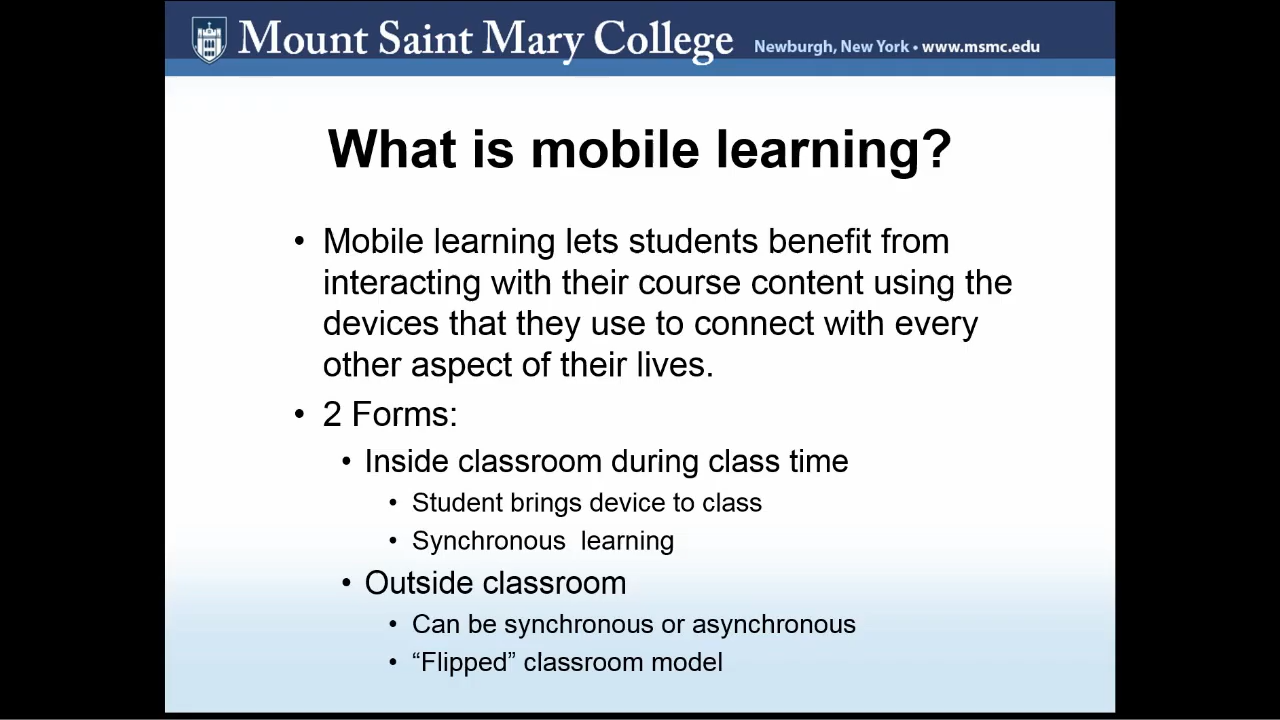 Mount Saint Mary College Newburgh, New York • www.msmc.edu
What is mobile learning?
• Mobile learning lets students benefit from
interacting with their course content using the
devices that they use to connect with every
other aspect of their lives.
• 2 Forms:
• Inside classroom during class time
• Student brings device to class
• Synchronous  learning
• Outside classroom
• Can be synchronous or asynchronous
• “Flipped” classroom model